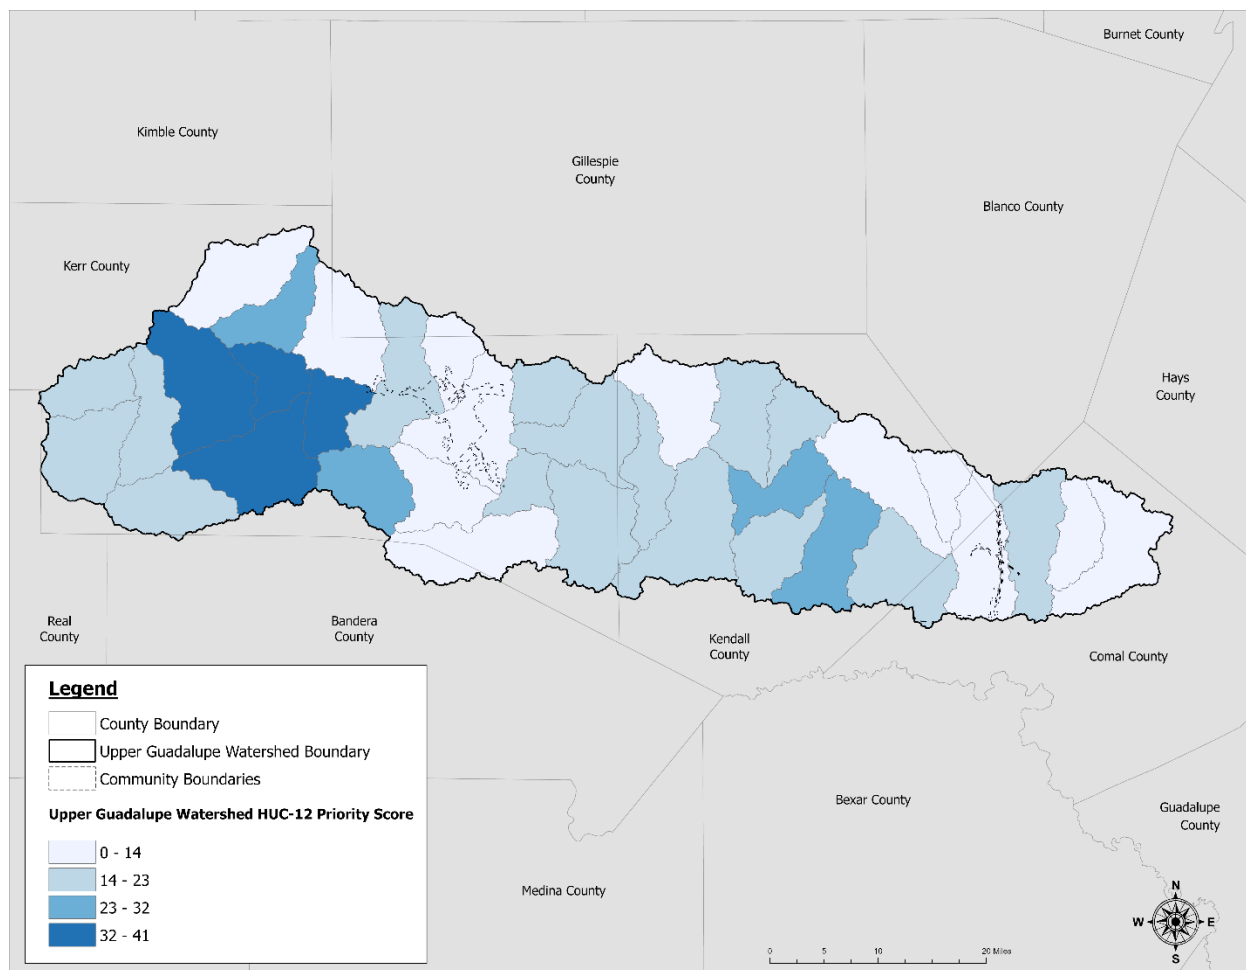 Burnet County
Kimble County
Gillespie
County
Blanco County
Kerr County
Hays
County
Real
County
Bandera
County
Kendall
County
Comal County
Legend
County Boundary
Upper Guadalupe Watershed Boundary
Community Boundaries
Upper Guadalupe Watershed HUC-12 Priority Score
0 - 14
14 - 23
23 - 32
32 - 41
Bexar County
Guadalupe
County
Medina County
N
W E
S
0 5 10 20 Miles